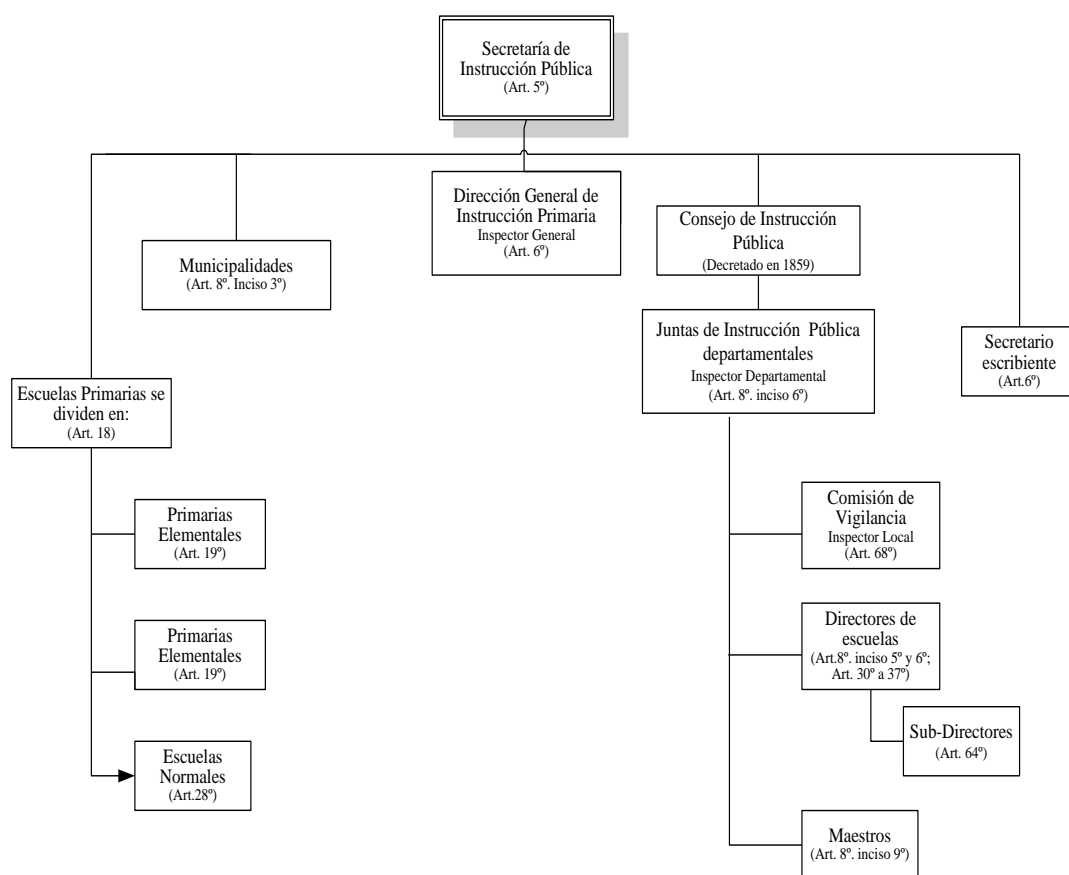 Secretaría de
Instrucción Pública
(Art. 5º)
Dirección General de
Instrucción Primaria
Inspector General
(Art. 6º)
Consejo de Instrucción
Pública
(Decretado en 1859)
Municipalidades
(Art. 8º. Inciso 3º)
Juntas de Instrucción Pública
departamentales
Inspector Departamental
(Art. 8º. inciso 6º)
Secretario
escribiente
(Art.6º)
Escuelas Primarias se
dividen en:
(Art. 18)
Primarias
Elementales
(Art. 19º)
Primarias
Elementales
(Art. 19º)
Escuelas
Normales
(Art.28º)
Comisión de
Vigilancia
Inspector Local
(Art. 68º)
Directores de
escuelas
(Art.8º. inciso 5º y 6º;
Art. 30º a 37º)
Sub-Directores
(Art. 64º)
Maestros
(Art. 8º. inciso 9º)